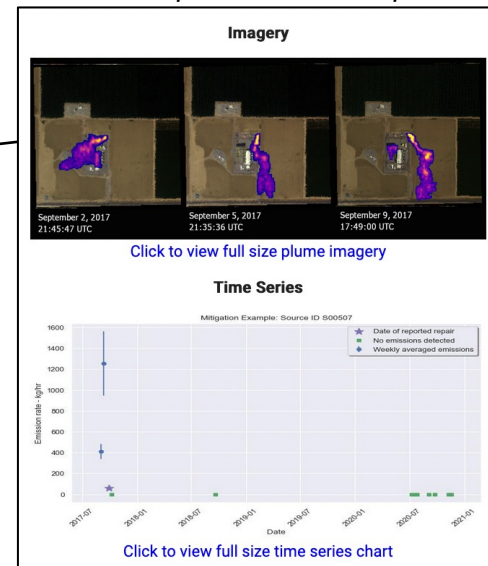 Imagery
September 2, 2017
21:45:47 UTC
September 5, 2017
21:35:36 UTC
September 9, 2017
17:49:00 UTC
Click to view full size plume imagery
Time Series
Mitigation Example: Source ID S00507
Date of reported repair
No emissions detected
Weekly averaged emissions
Emission rate - kg/hr
1600
1400
1200
1000
800
600
400
200
0
2017-07
2018-01
2018-07
2019-01
2019-07
2020-01
2020-07
2021-01
Date
Click to view full size time series chart